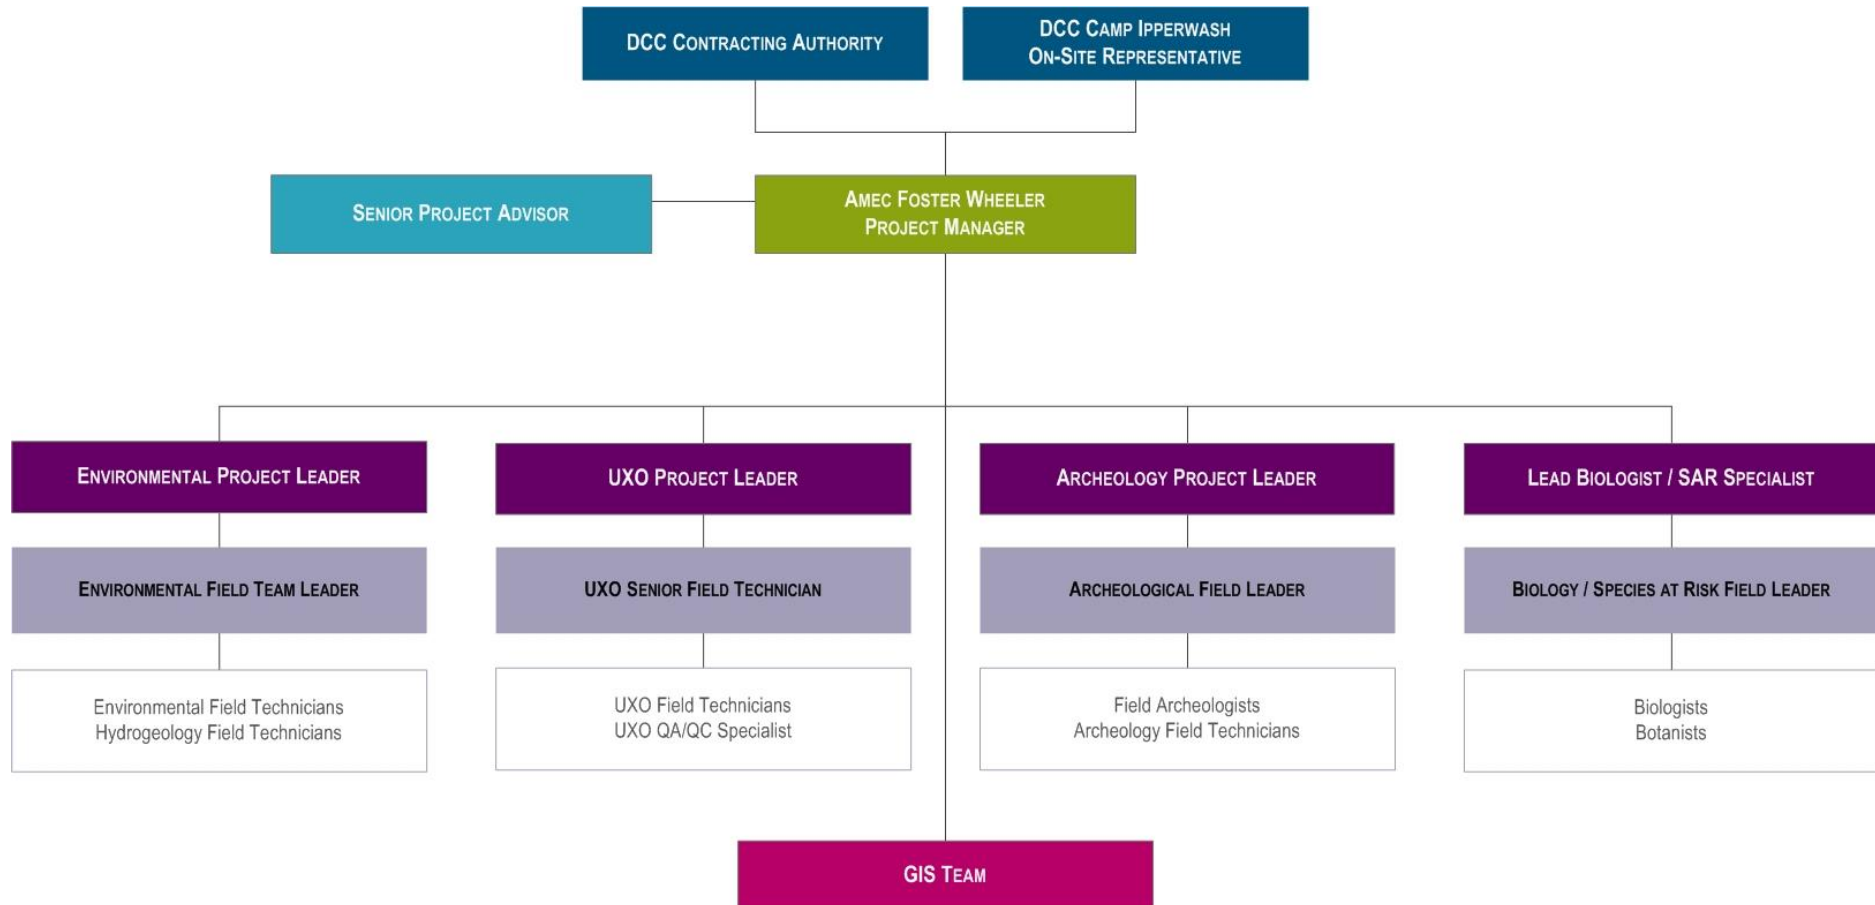 DCC CONTRACTING AUTHORITY
DCC CAMP IPPERWASH
ON-SITE REPRESENTATIVE
SENIOR PROJECT ADVISOR
AMEC FOSTER WHEELER
PROJECT MANAGER
ENVIRONMENTAL PROJECT LEADER
UXO PROJECT LEADER
ARCHEOLOGY PROJECT LEADER
LEAD BIOLOGIST / SAR SPECIALIST
ENVIRONMENTAL FIELD TEAM LEADER
UXO SENIOR FIELD TECHNICIAN
ARCHEOLOGICAL FIELD LEADER
BIOLOGY / SPECIES AT RISK FIELD LEADER
Environmental Field Technicians
Hydrogeology Field Technicians
UXO Field Technicians
UXO QA/QC Specialist
Field Archeologists
Archeology Field Technicians
Biologists
Botanists
GIS TEAM